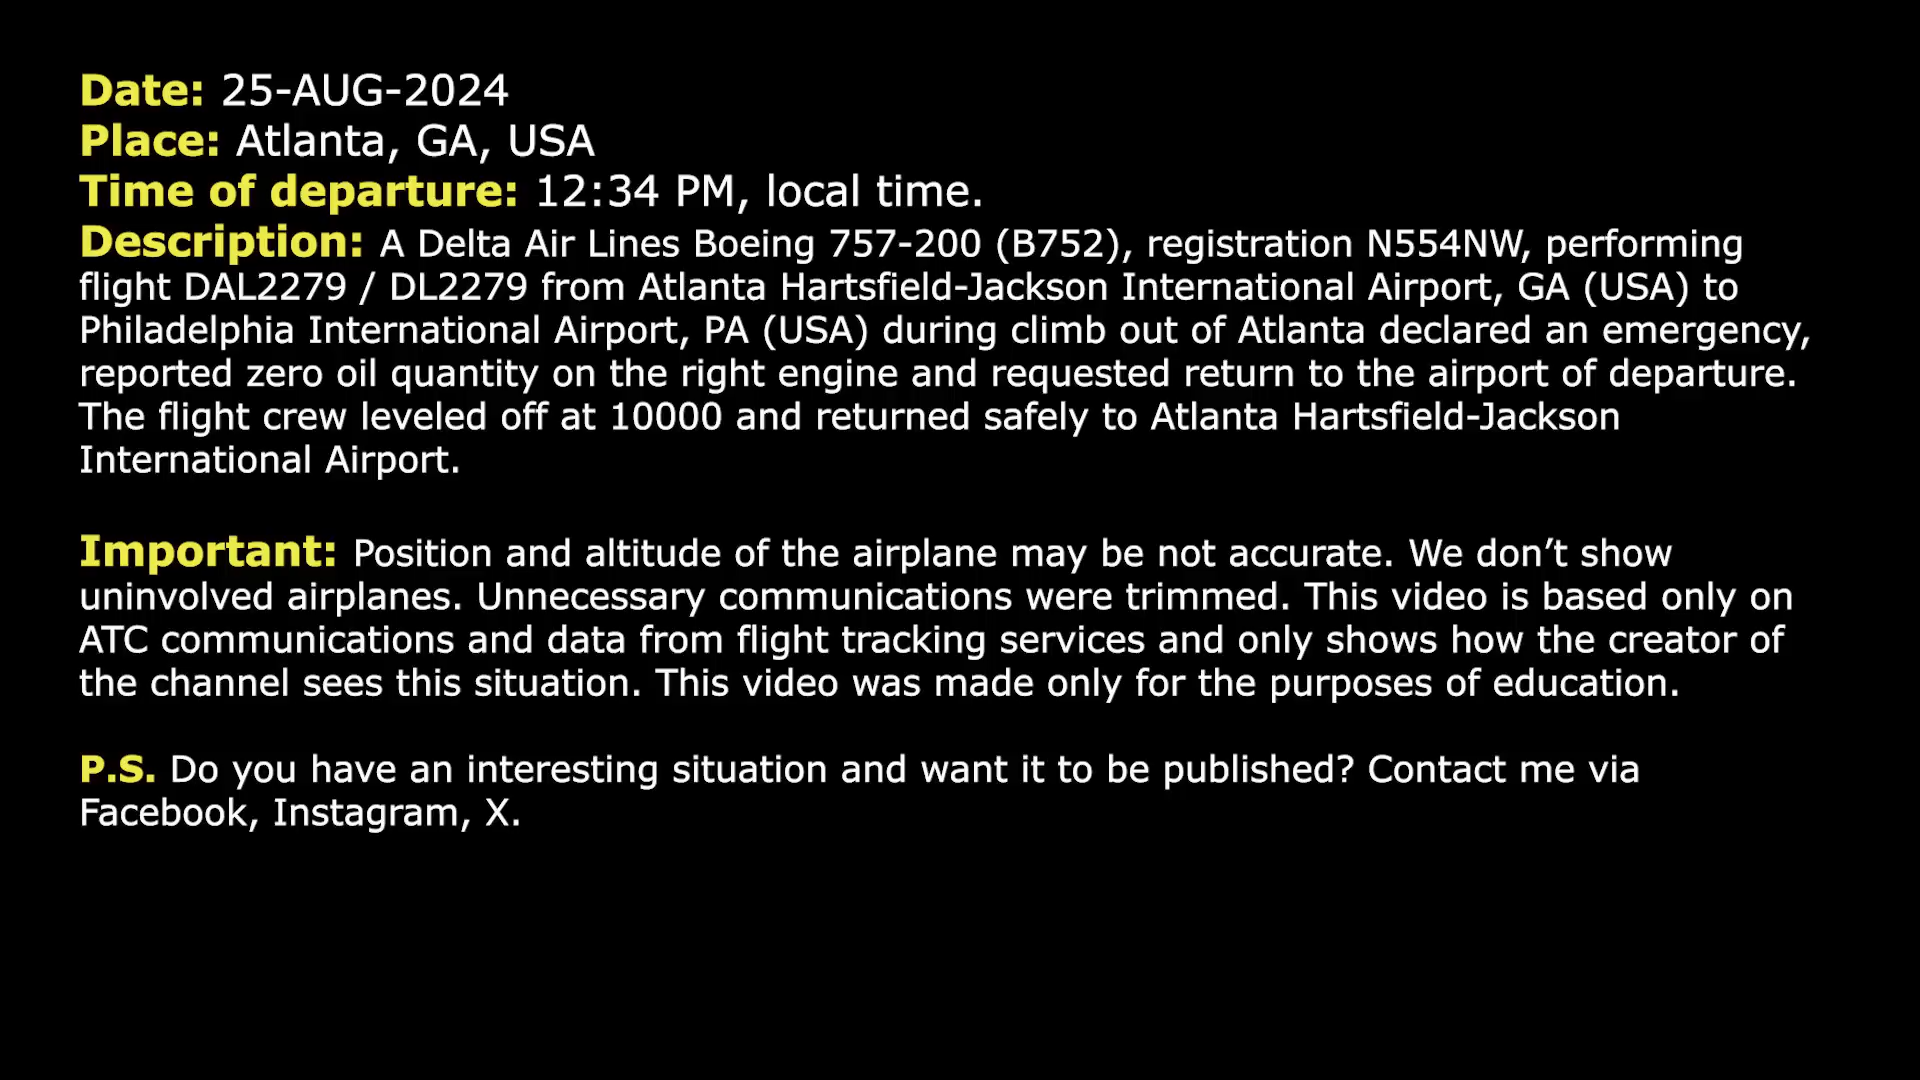 Date: 25-AUG-2024
Place: Atlanta, GA, USA
Time of departure: 12:34 PM, local time.
Description: A Delta Air Lines Boeing 757-200 (B752), registration N554NW, performing
flight DAL2279 / DL2279 from Atlanta Hartsfield-Jackson International Airport, GA (USA) to
Philadelphia International Airport, PA (USA) during climb out of Atlanta declared an emergency,
reported zero oil quantity on the right engine and requested return to the airport of departure.
The flight crew leveled off at 10000 and returned safely to Atlanta Hartsfield-Jackson
International Airport.
Important: Position and altitude of the airplane may be not accurate. We don’t show
uninvolved airplanes. Unnecessary communications were trimmed. This video is based only on
ATC communications and data from flight tracking services and only shows how the creator of
the channel sees this situation. This video was made only for the purposes of education.
P.S. Do you have an interesting situation and want it to be published? Contact me via
Facebook, Instagram, X.